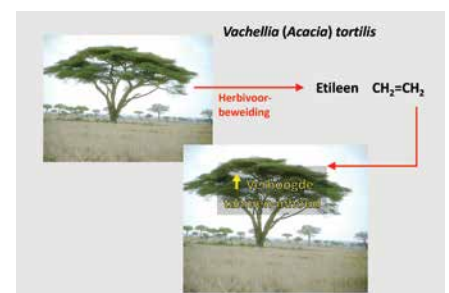 Vachellia (Acacia) tortilis
Herbivoor-
beweiding
Etileen CH₂=CH₂
Verhoogde